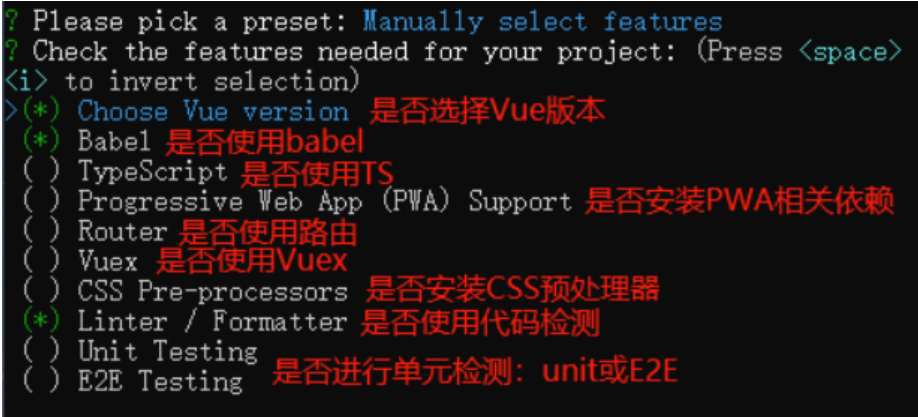 ? Please pick a preset: Manually select features
? Check the features needed for your project: (Press <space>
<i> to invert selection)
>(*) Choose Vue version 是否选择Vue版本
(*) Babel 是否使用babel
( ) TypeScript 是否使用TS
( ) Progressive Web App (PWA) Support 是否安装PWA相关依赖
( ) Router 是否使用路由
( ) Vuex 是否使用Vuex
( ) CSS Pre-processors 是否安装CSS预处理器
(*) Linter / Formatter 是否使用代码检测
( ) Unit Testing
( ) E2E Testing 是否进行单元检测：unit或E2E